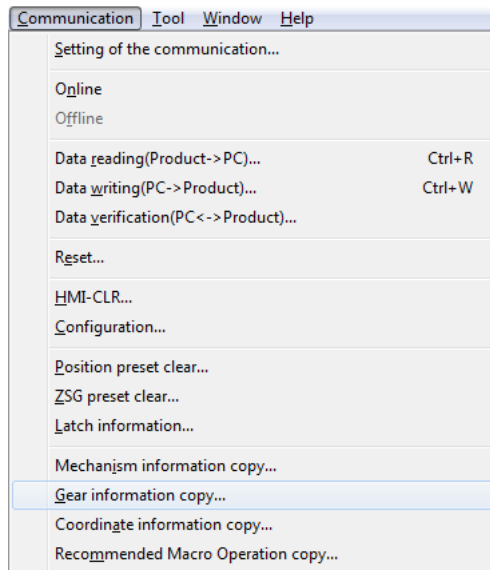 Communication Tool Window Help
Setting of the communication...
Online
Offline
Data reading(Product->PC)... Ctrl+R
Data writing(PC->Product)... Ctrl+W
Data verification(PC<->Product)...
Reset...
HMI-CLR...
Configuration...
Position preset clear...
ZSG preset clear...
Latch information...
Mechanism information copy...
Gear information copy...
Coordinate information copy...
Recommended Macro Operation copy...